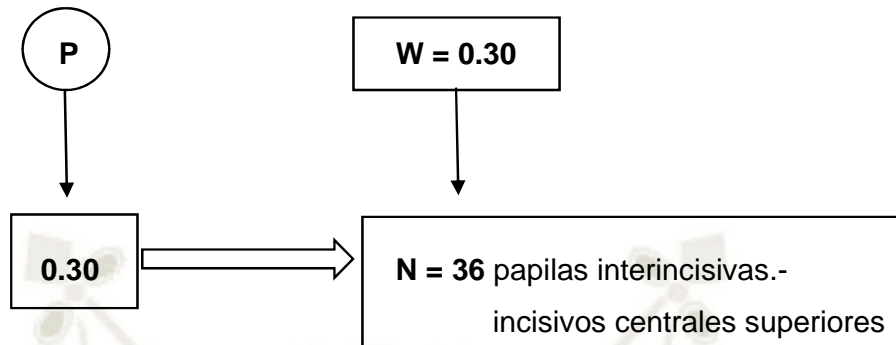 P
W = 0.30
0.30
N = 36 papilas interincisivas.-
incisivos centrales superiores